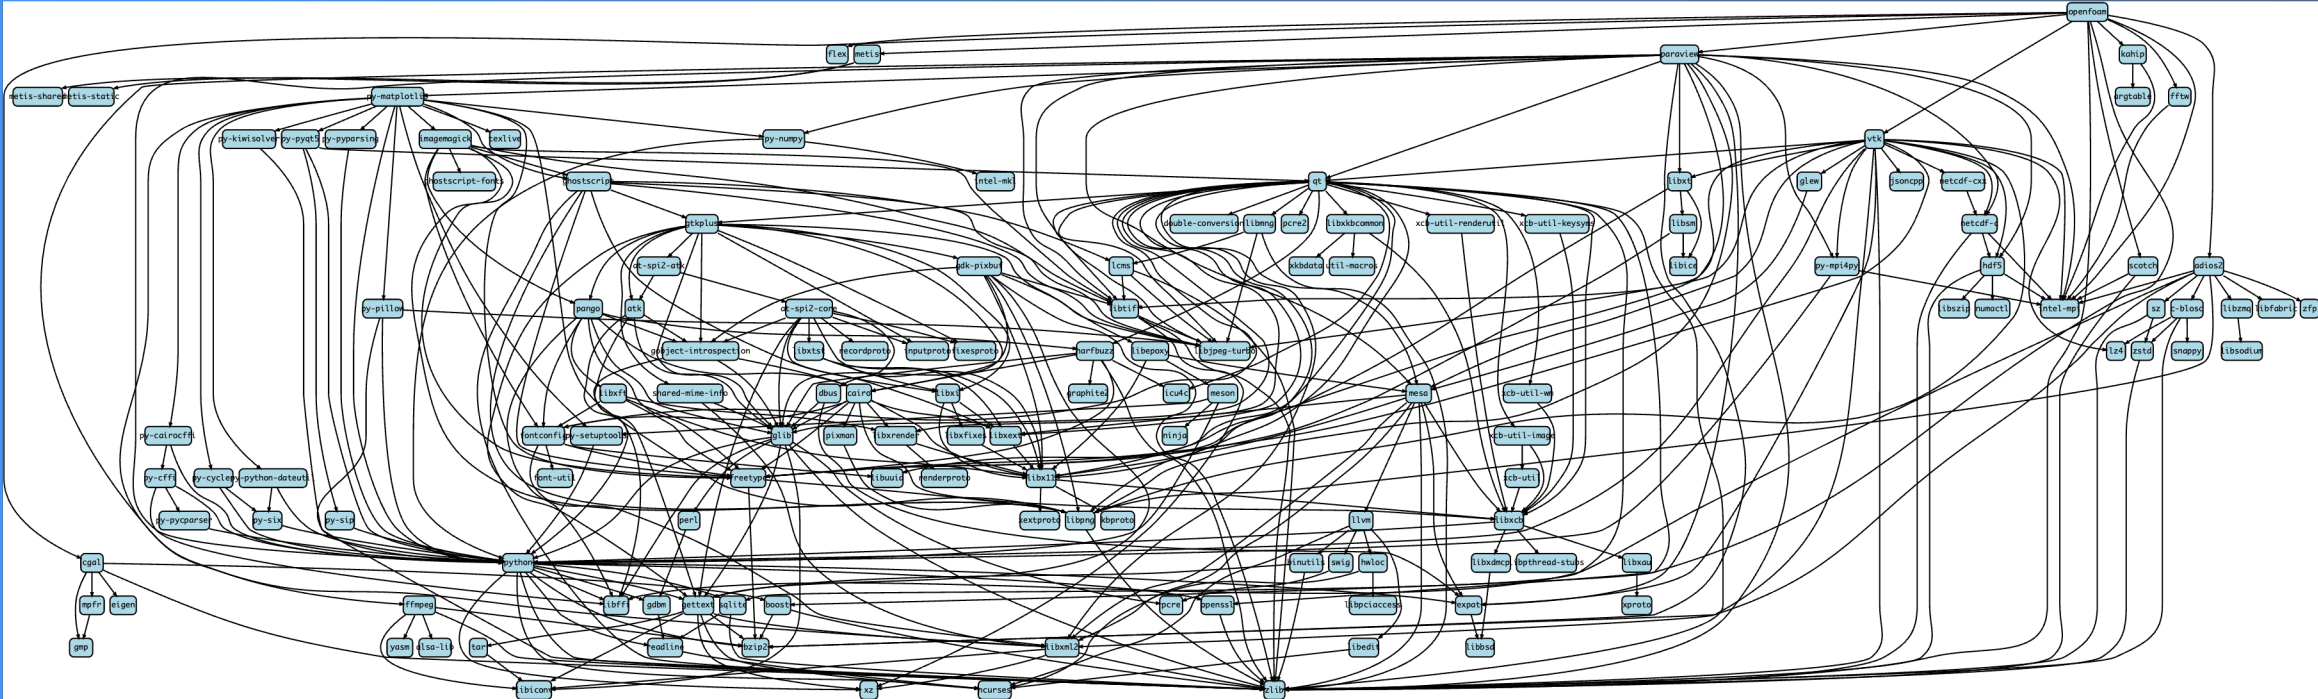 openfoam
flex
metis
paraview
kahip
metis-share
etis-static
py-matplotli
argtable
fftw
py-kiwisolver
py-pyqt5
py-pyparsing
imagemagick
texlive
py-numpy
vtk
ghostscript-fonts
ghostscript
intel-mkl
qt
libxt
glew
jsoncpp
netcdf-cxx
gtkplus
double-conversion
libmng
pcre2
libxkbcommon
xcb-util-renderutil
xcb-util-keysyms
libsm
netcdf-c
at-spi2-atk
gdk-pixbuf
lcms
xkbdata
util-macros
libice
py-mpi4py
hdf5
scotch
adios2
py-pillow
pango
atk
at-spi2-core
libtiff
libszip
numactl
intel-mpi
sz
c-blosc
libzmq
libfabric
zfp
gobject-introspection
libxtst
recordproto
inputproto
fixesproto
harfbuzz
libepoxy
libjpeg-turbo
lz4
zstd
snappy
libsodium
libxft
shared-mime-info
dbus
cairo
libxi
graphite2
icu4c
meson
mesa
xcb-util-wm
py-cairocffi
fontconfig
py-setuptools
glib
pixman
libxrender
libxfixes
libxext
ninja
xcb-util-image
py-cffi
py-cycler
py-python-dateuti
font-util
freetype
libuuid
renderproto
libx11
xcb-util
py-pycparser
py-six
py-sip
perl
xextproto
libpng
kbproto
llvm
libxcb
cgal
python
binutils
swig
hwloc
libxdmcp
ibpthread-stubs
libxau
mpfr
eigen
ffmpeg
libffi
gdbm
gettext
sqlite
boost
pcre
openssl
libpciaccess
expat
xproto
gmp
yasm
alsa-lib
tar
readline
bzip2
libxml2
libedit
libbsd
libiconv
xz
ncurses
zlib